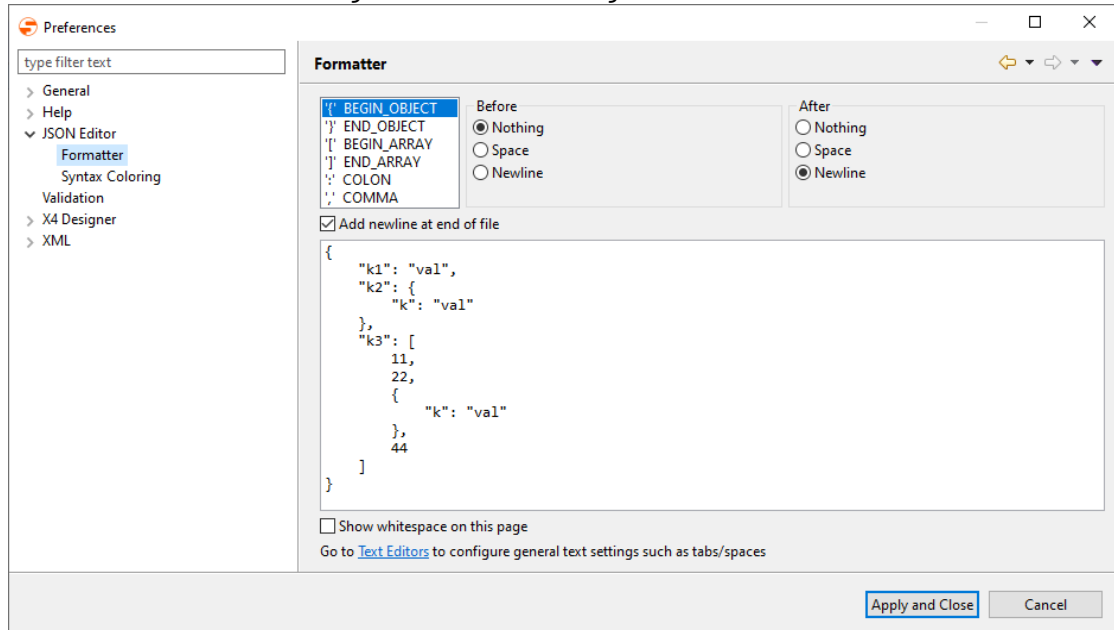 Preferences
type filter text
General
Help
JSON Editor
Formatter
Syntax Coloring
Validation
X4 Designer
XML
Formatter
'{' BEGIN_OBJECT
'}' END_OBJECT
'[' BEGIN_ARRAY
']' END_ARRAY
':' COLON
',' COMMA
Before
Nothing
Space
Newline
After
Nothing
Space
Newline
Add newline at end of file
{
    "k1": "val",
    "k2": {
        "k": "val"
    },
    "k3": [
        11,
        22,
        {
            "k": "val"
        },
        44
    ]
}
Show whitespace on this page
Go to Text Editors to configure general text settings such as tabs/spaces
Apply and Close
Cancel